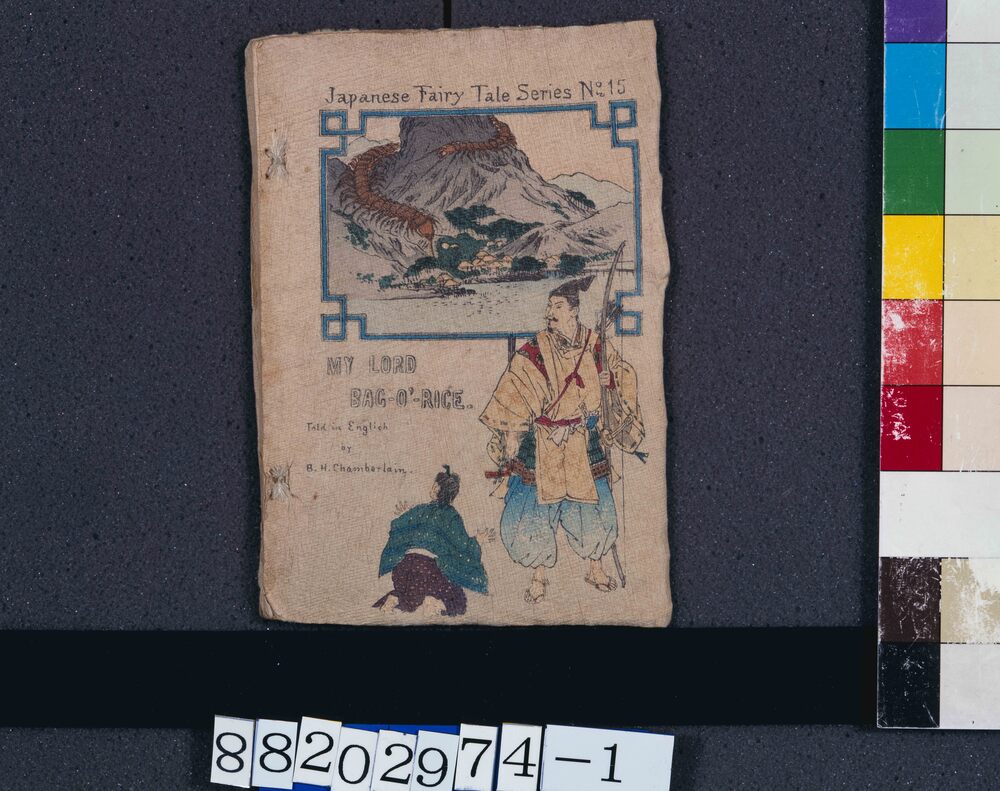 Japanese Fairy Tale Series No. 15
MY LORD
BAG-O'-RICE.
Told in English
by
B. H. Chamberlain.
88202974-1